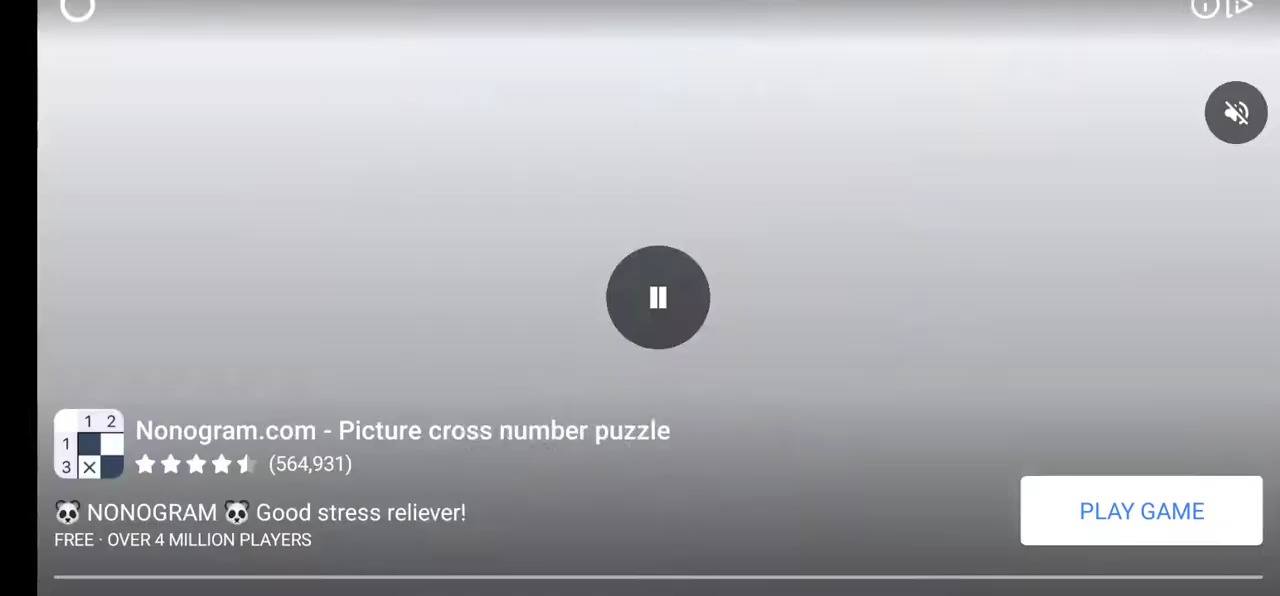 Nonogram.com - Picture cross number puzzle
1 2
1
3 ×
(564,931)
🐼 NONOGRAM 🐼 Good stress reliever!
FREE · OVER 4 MILLION PLAYERS
PLAY GAME